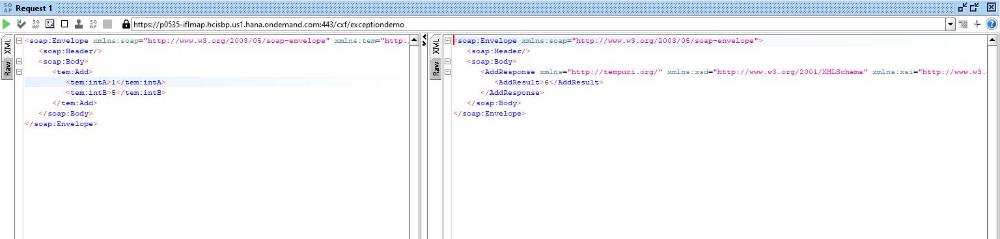 SO AP Request 1
https://p0535-iflmap.hcisbp.us1.hana.ondemand.com:443/cxf/exceptiondemo
XML
Raw
<soap:Envelope xmlns:soap="http://www.w3.org/2003/05/soap-envelope" xmlns:tem="http:/
<soap:Header/>
<soap:Body>
<tem:Add>
<tem:intA>1</tem:intA>
<tem:intB>5</tem:intB>
</tem:Add>
</soap:Body>
</soap:Envelope>
XML
Raw
<soap:Envelope xmlns:soap="http://www.w3.org/2003/05/soap-envelope">
<soap:Header/>
<soap:Body>
<AddResponse xmlns="http://tempuri.org/" xmlns:xsd="http://www.w3.org/2001/XMLSchema" xmlns:xsi="http://www.w3.
<AddResult>6</AddResult>
</AddResponse>
</soap:Body>
</soap:Envelope>